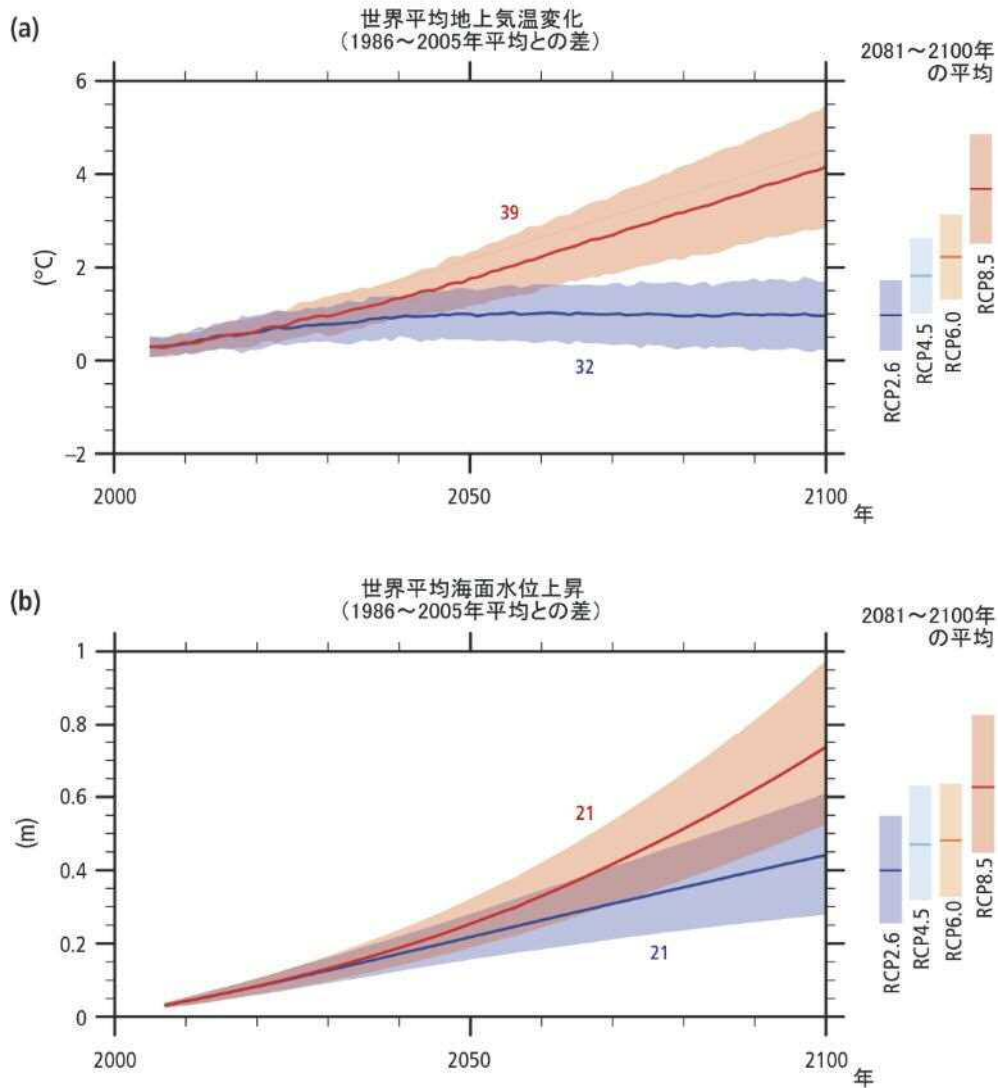 (a)
世界平均地上気温変化
（1986～2005年平均との差）
2081～2100年
の平均
6
4
2
0
−2
(°C)
39
32
2000
2050
2100
年
RCP2.6
RCP4.5
RCP6.0
RCP8.5
(b)
世界平均海面水位上昇
（1986～2005年平均との差）
2081～2100年
の平均
1
0.8
0.6
0.4
0.2
0
(m)
21
21
2000
2050
2100
年
RCP2.6
RCP4.5
RCP6.0
RCP8.5